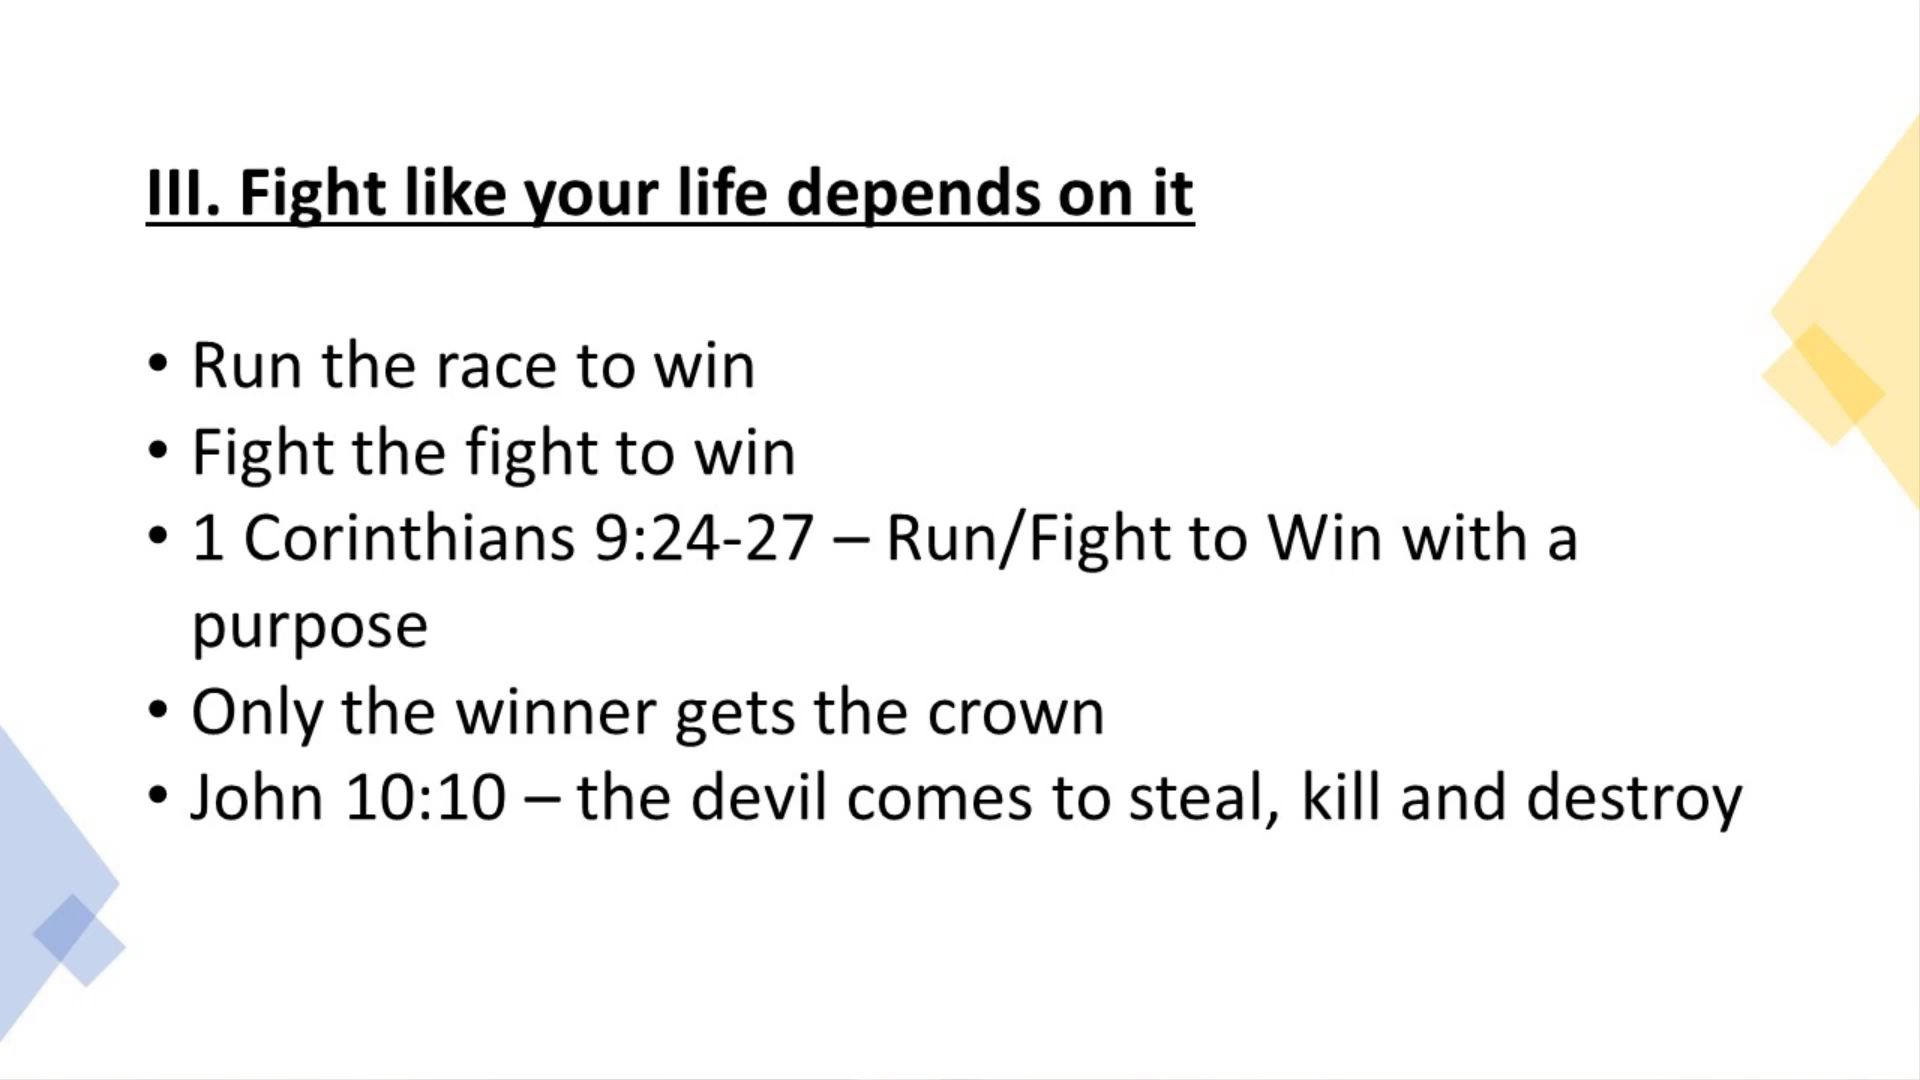 III. Fight like your life depends on it
• Run the race to win
• Fight the fight to win
• 1 Corinthians 9:24-27 – Run/Fight to Win with a
purpose
• Only the winner gets the crown
• John 10:10 – the devil comes to steal, kill and destroy